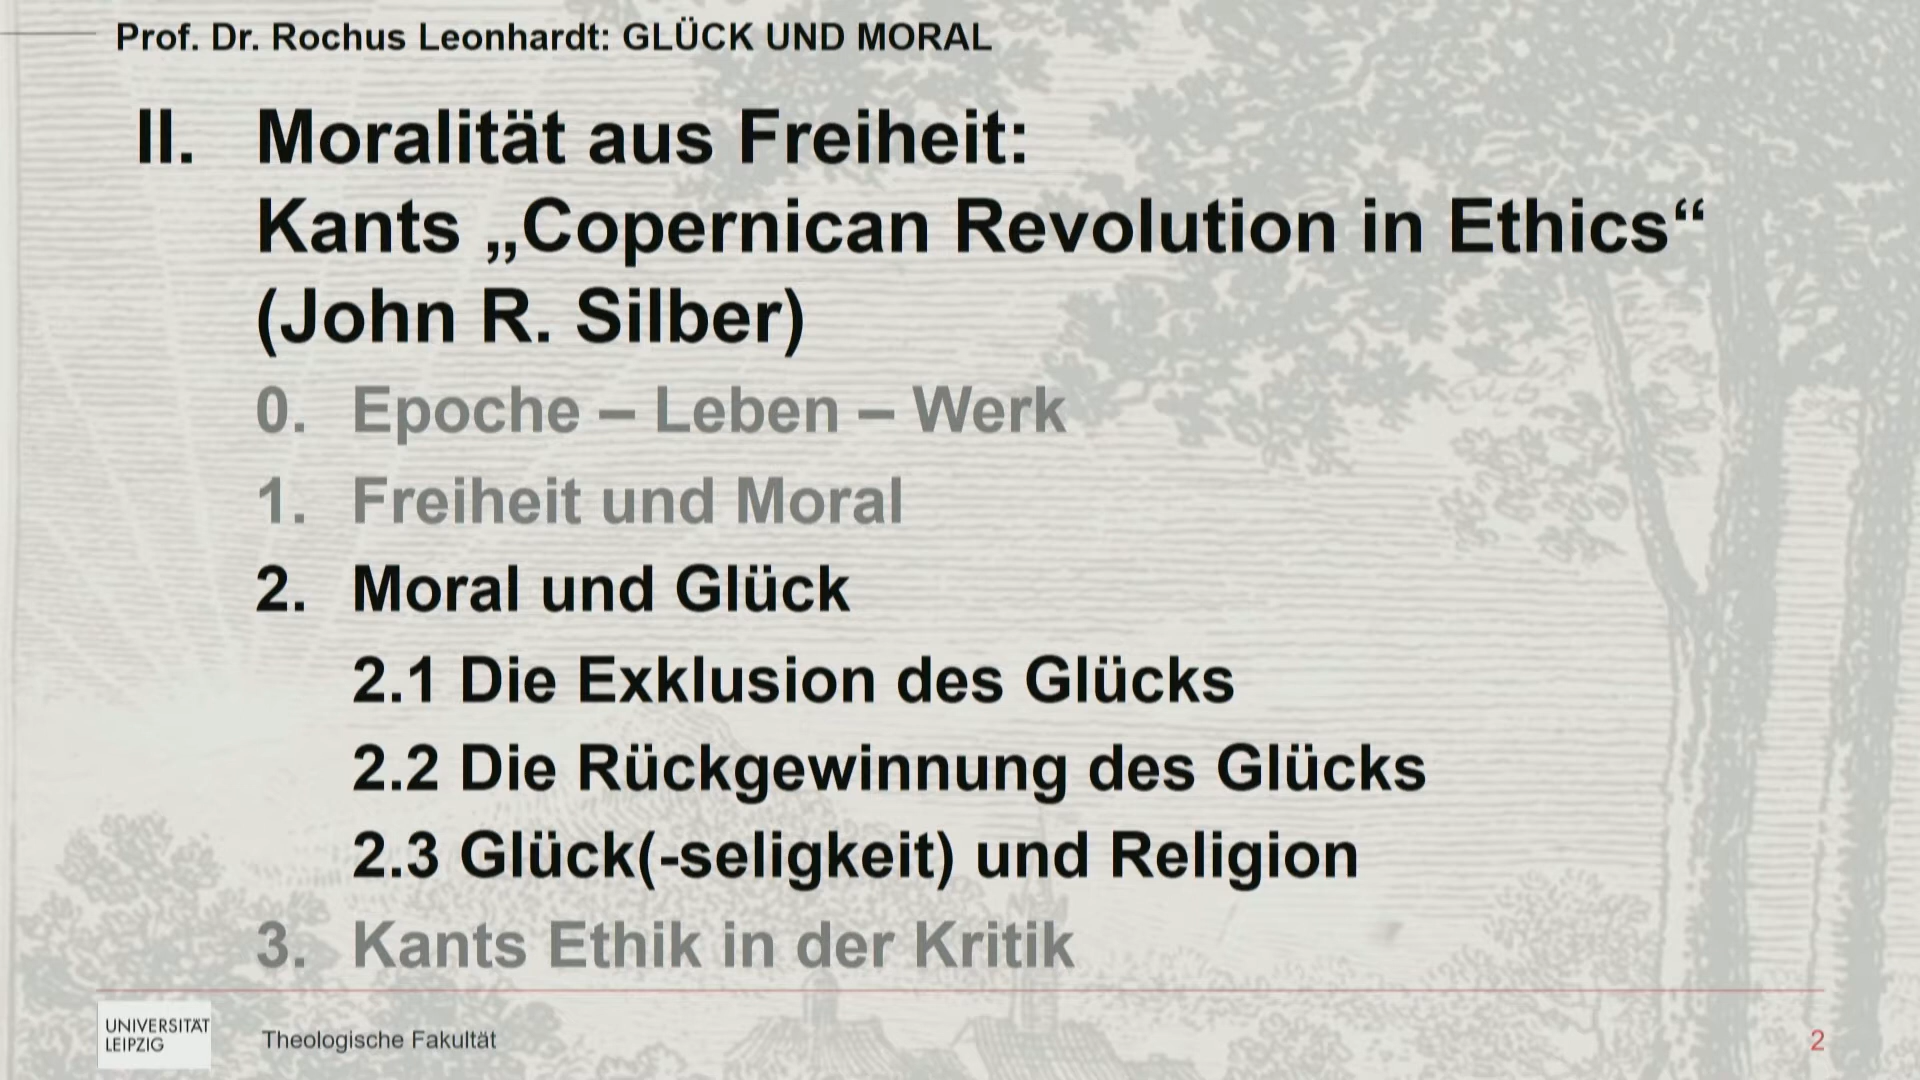 Prof. Dr. Rochus Leonhardt: GLÜCK UND MORAL
II. Moralität aus Freiheit:
Kants „Copernican Revolution in Ethics“
(John R. Silber)
0. Epoche – Leben – Werk
1. Freiheit und Moral
2. Moral und Glück
2.1 Die Exklusion des Glücks
2.2 Die Rückgewinnung des Glücks
2.3 Glück(-seligkeit) und Religion
3. Kants Ethik in der Kritik
UNIVERSITÄT
LEIPZIG
Theologische Fakultät
2